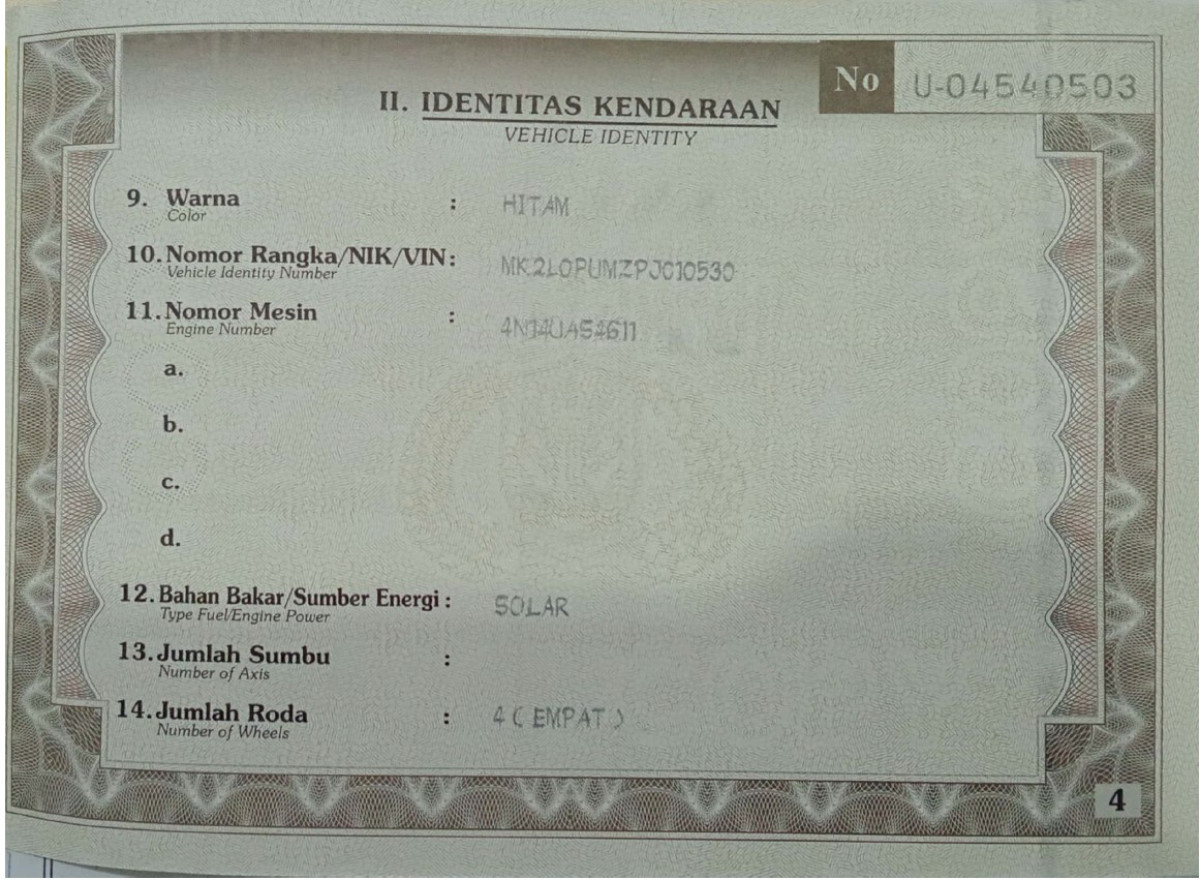 No U-04540503
II. IDENTITAS KENDARAAN
VEHICLE IDENTITY
9. Warna : HITAM
Color
10. Nomor Rangka/NIK/VIN : MK2LOPUMZPJ010530
Vehicle Identity Number
11. Nomor Mesin : 4N14UAS4611
Engine Number
a.
b.
c.
d.
12. Bahan Bakar/Sumber Energi : SOLAR
Type Fuel/Engine Power
13. Jumlah Sumbu :
Number of Axis
14. Jumlah Roda : 4 ( EMPAT )
Number of Wheels
4